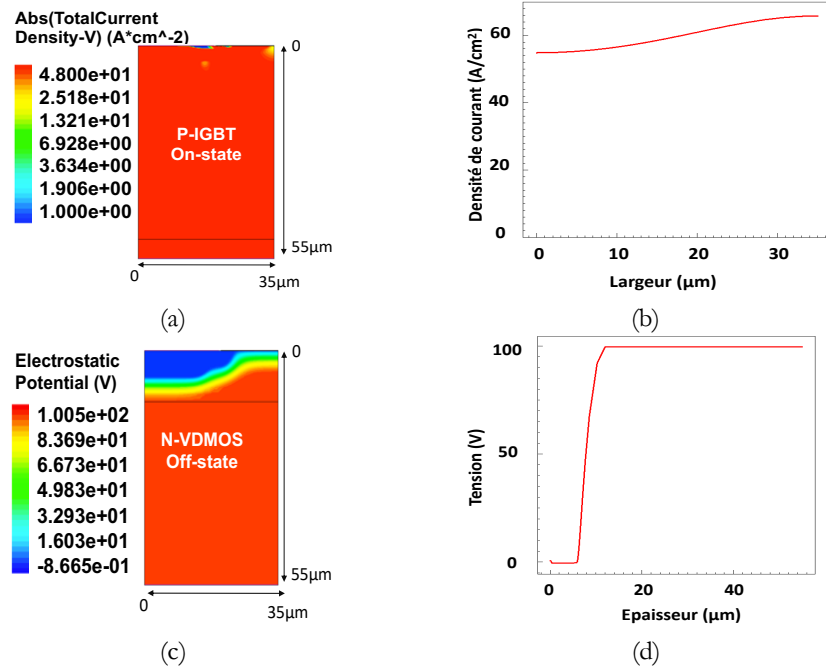 Abs(TotalCurrent
Density-V) (A*cm^-2)
4.800e+01
2.518e+01
1.321e+01
6.928e+00
3.634e+00
1.906e+00
1.000e+00
P-IGBT
On-state
0
55µm
0
35µm
(a)
Densité de courant (A/cm²)
60
40
20
0
0
10
20
30
Largeur (µm)
(b)
Electrostatic
Potential (V)
1.005e+02
8.369e+01
6.673e+01
4.983e+01
3.293e+01
1.603e+01
-8.665e-01
N-VDMOS
Off-state
0
55µm
0
35µm
(c)
Tension (V)
100
50
0
0
20
40
Epaisseur (µm)
(d)